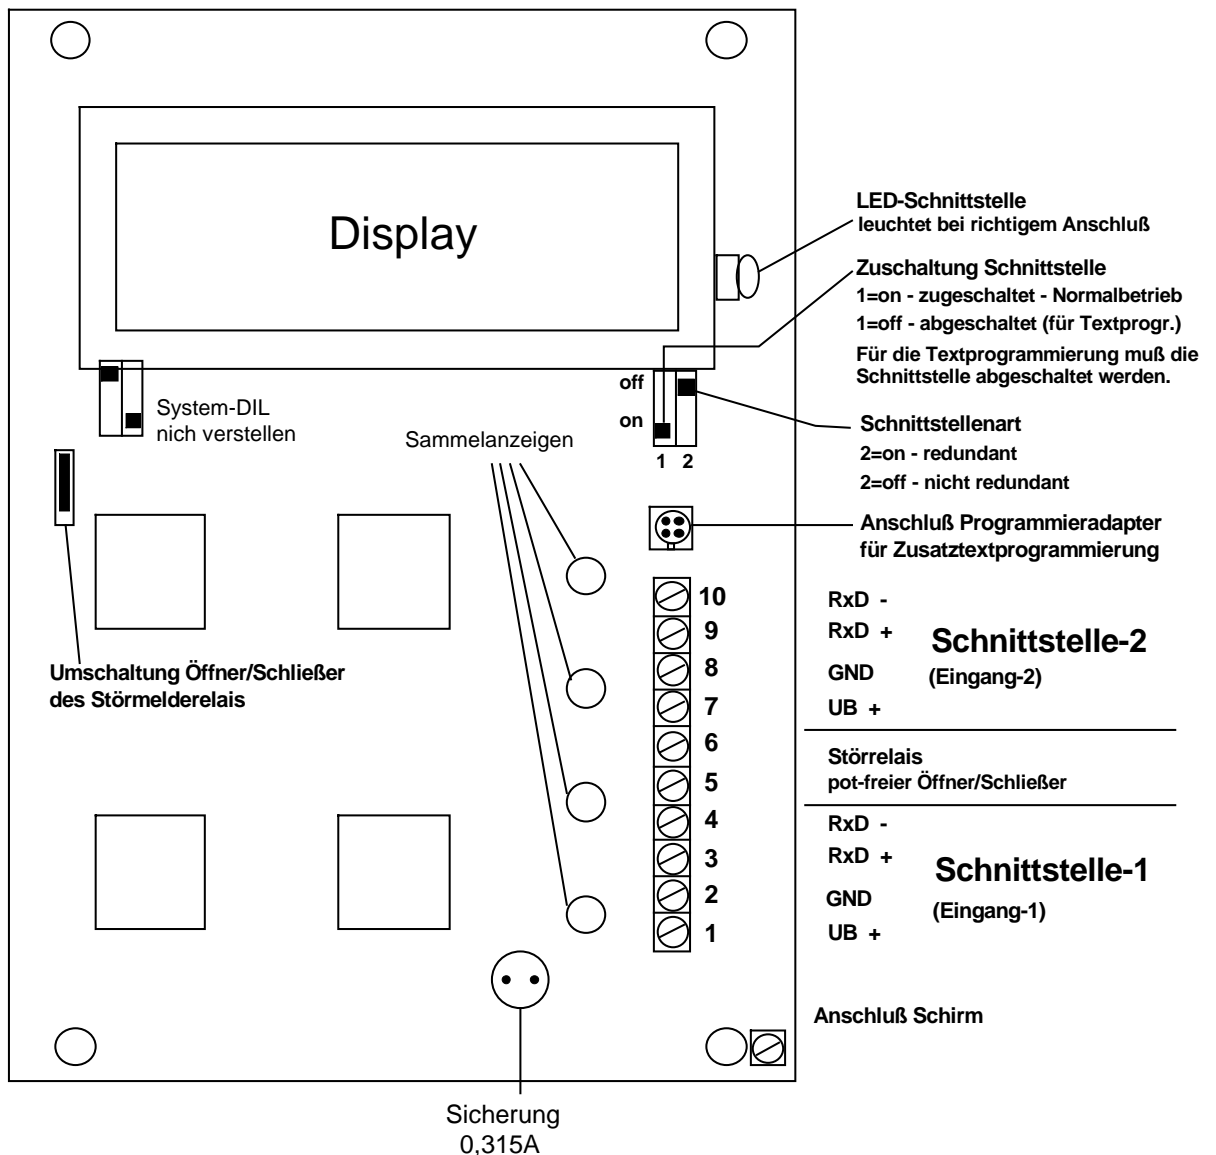 Display
LED-Schnittstelle
leuchtet bei richtigem Anschluß
Zuschaltung Schnittstelle
1=on - zugeschaltet - Normalbetrieb
1=off - abgeschaltet (für Textprogr.)
Für die Textprogrammierung muß die
Schnittstelle abgeschaltet werden.
off
on
1 2
System-DIL
nich verstellen
Sammelanzeigen
Schnittstellenart
2=on - redundant
2=off - nicht redundant
Anschluß Programmieradapter
für Zusatztextprogrammierung
Umschaltung Öffner/Schließer
des Störmelderelais
10
9
8
7
6
5
4
3
2
1
RxD -
RxD +
GND
UB +
Schnittstelle-2
(Eingang-2)
Störrelais
pot-freier Öffner/Schließer
RxD -
RxD +
GND
UB +
Schnittstelle-1
(Eingang-1)
Anschluß Schirm
Sicherung
0,315A